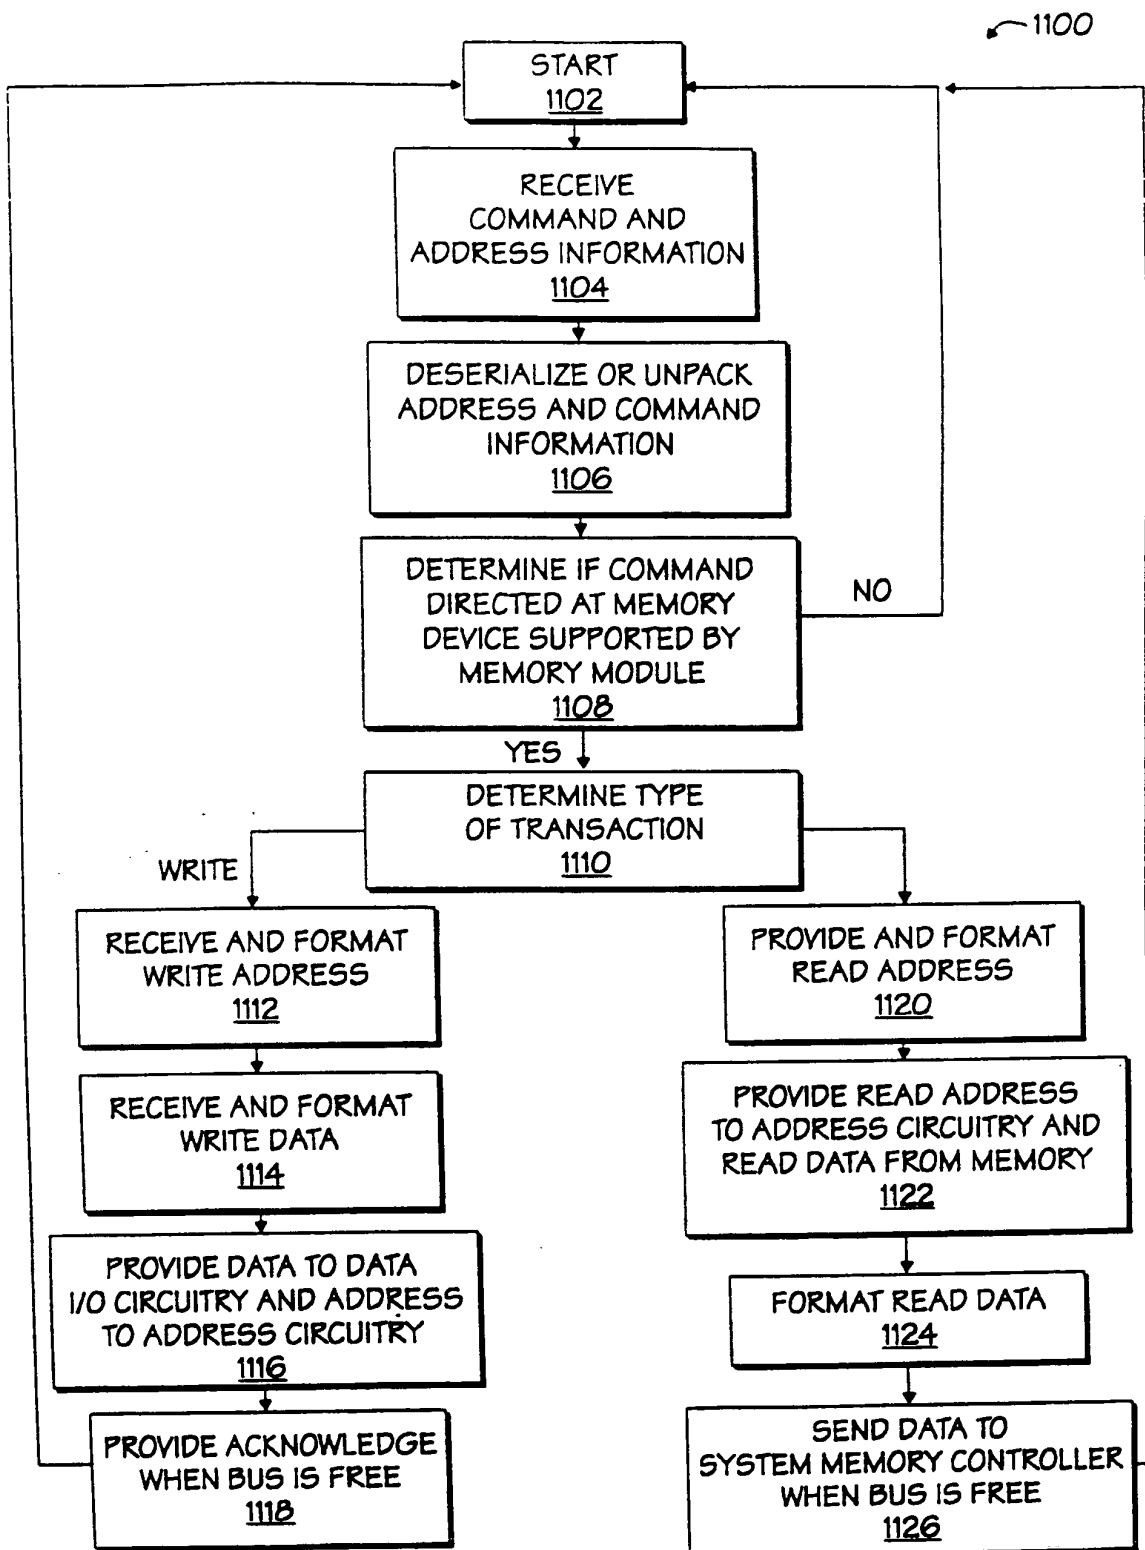 1100
START
1102
RECEIVE
COMMAND AND
ADDRESS INFORMATION
1104
DESERIALIZE OR UNPACK
ADDRESS AND COMMAND
INFORMATION
1106
DETERMINE IF COMMAND
DIRECTED AT MEMORY
DEVICE SUPPORTED BY
MEMORY MODULE
1108
NO
YES
DETERMINE TYPE
OF TRANSACTION
1110
WRITE
RECEIVE AND FORMAT
WRITE ADDRESS
1112
RECEIVE AND FORMAT
WRITE DATA
1114
PROVIDE DATA TO DATA
I/O CIRCUITRY AND ADDRESS
TO ADDRESS CIRCUITRY
1116
PROVIDE ACKNOWLEDGE
WHEN BUS IS FREE
1118
PROVIDE AND FORMAT
READ ADDRESS
1120
PROVIDE READ ADDRESS
TO ADDRESS CIRCUITRY AND
READ DATA FROM MEMORY
1122
FORMAT READ DATA
1124
SEND DATA TO
SYSTEM MEMORY CONTROLLER
WHEN BUS IS FREE
1126